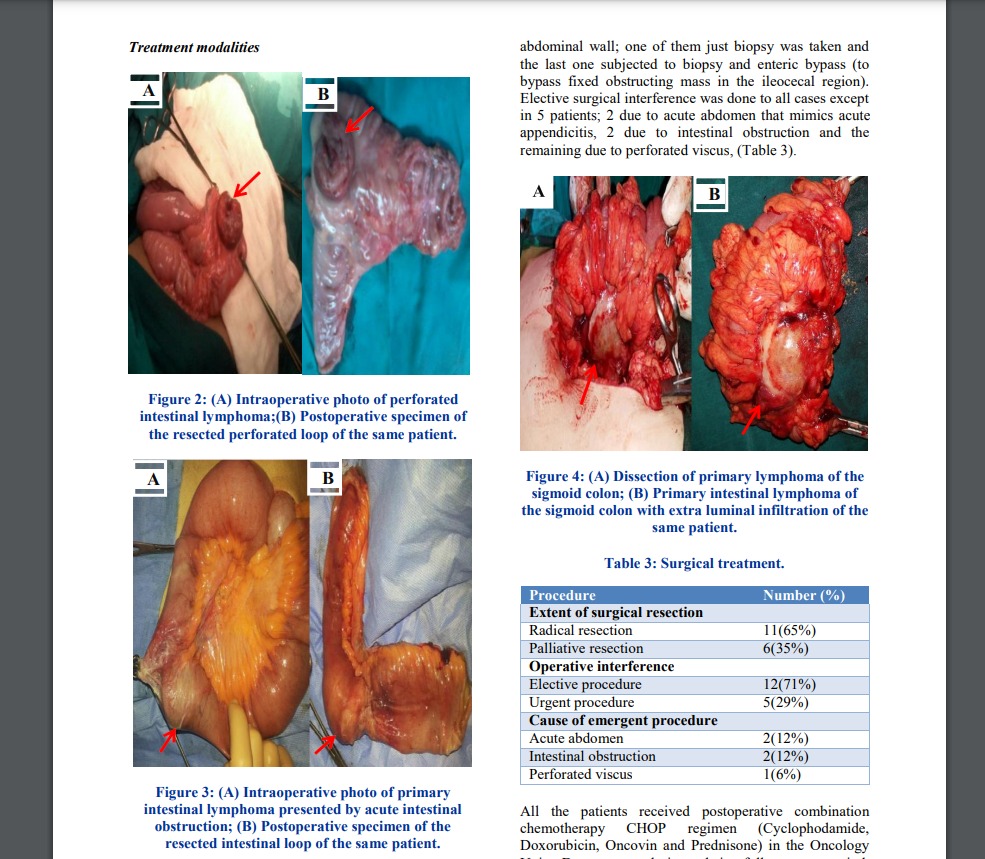 Treatment modalities
A
B
Figure 2: (A) Intraoperative photo of perforated
intestinal lymphoma;(B) Postoperative specimen of
the resected perforated loop of the same patient.
A
B
Figure 3: (A) Intraoperative photo of primary
intestinal lymphoma presented by acute intestinal
obstruction; (B) Postoperative specimen of the
resected intestinal loop of the same patient.
abdominal wall; one of them just biopsy was taken and
the last one subjected to biopsy and enteric bypass (to
bypass fixed obstructing mass in the ileocecal region).
Elective surgical interference was done to all cases except
in 5 patients; 2 due to acute abdomen that mimics acute
appendicitis, 2 due to intestinal obstruction and the
remaining due to perforated viscus, (Table 3).
A
B
Figure 4: (A) Dissection of primary lymphoma of the
sigmoid colon; (B) Primary intestinal lymphoma of
the sigmoid colon with extra luminal infiltration of the
same patient.
Table 3: Surgical treatment.
Procedure Number (%)
Extent of surgical resection
Radical resection 11(65%)
Palliative resection 6(35%)
Operative interference
Elective procedure 12(71%)
Urgent procedure 5(29%)
Cause of emergent procedure
Acute abdomen 2(12%)
Intestinal obstruction 2(12%)
Perforated viscus 1(6%)
All the patients received postoperative combination
chemotherapy CHOP regimen (Cyclophodamide,
Doxorubicin, Oncovin and Prednisone) in the Oncology